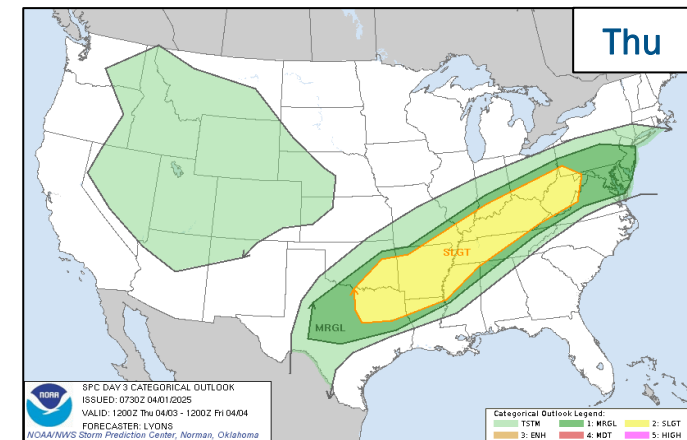 Thu
SLGT
MRGL
NOAA
SPC DAY 3 CATEGORICAL OUTLOOK
ISSUED: 0730Z 04/01/2025
VALID: 1200Z Thu 04/03 - 1200Z Fri 04/04
FORECASTER: LYONS
NOAA/NWS Storm Prediction Center, Norman, Oklahoma
Categorical Outlook Legend:
TSTM 1: MRGL 2: SLGT
3: ENH 4: MDT 5: HIGH